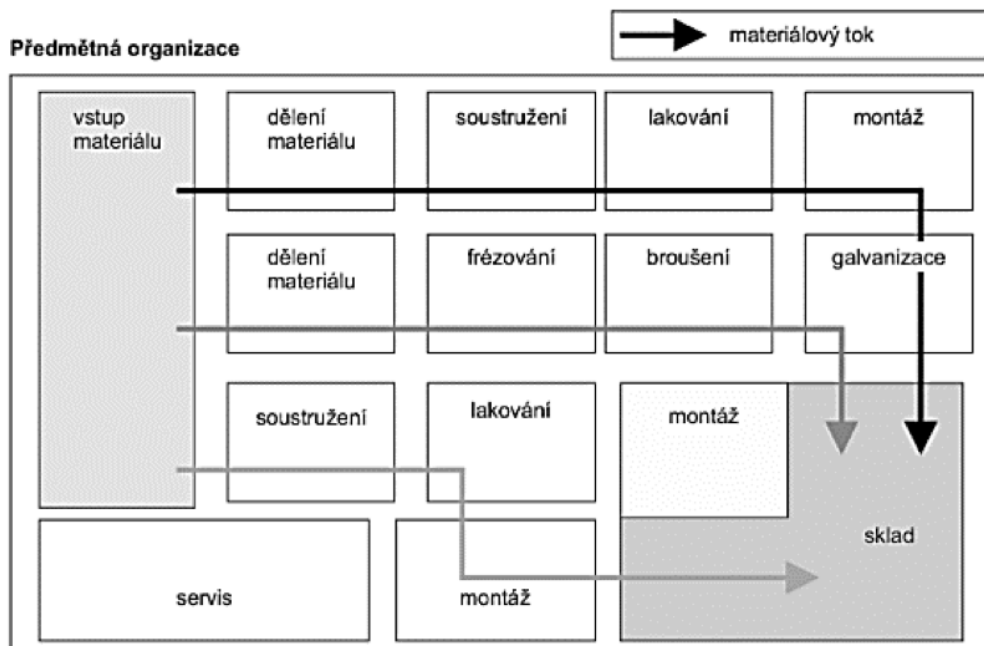 Předmětná organizace
materiálový tok
vstup
materiálu
dělení
materiálu
soustružení
lakování
montáž
dělení
materiálu
frézování
broušení
galvanizace
soustružení
lakování
montáž
sklad
servis
montáž